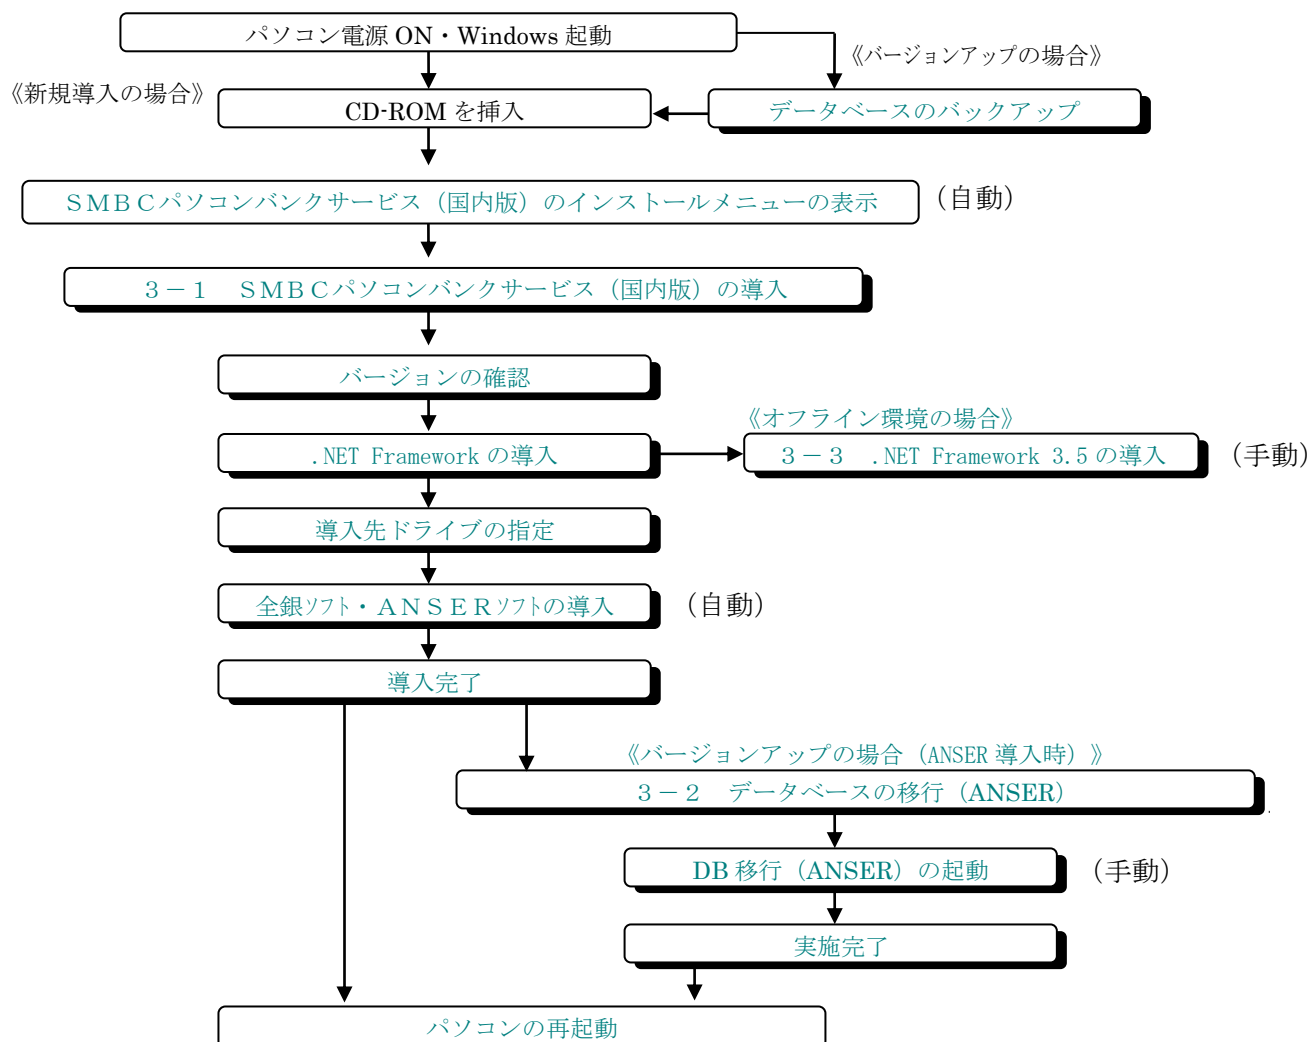 パソコン電源 ON・Windows 起動
《バージョンアップの場合》
《新規導入の場合》
CD-ROM を挿入
データベースのバックアップ
ＳＭＢＣパソコンバンクサービス（国内版）のインストールメニューの表示
（自動）
３－１　ＳＭＢＣパソコンバンクサービス（国内版）の導入
バージョンの確認
《オフライン環境の場合》
.NET Framework の導入
３－３　.NET Framework 3.5 の導入
（手動）
導入先ドライブの指定
全銀ｿﾌﾄ・ＡＮＳＥＲｿﾌﾄの導入
（自動）
導入完了
《バージョンアップの場合（ANSER 導入時）》
３－２　データベースの移行（ANSER）
.
DB 移行（ANSER）の起動
（手動）
実施完了
パソコンの再起動